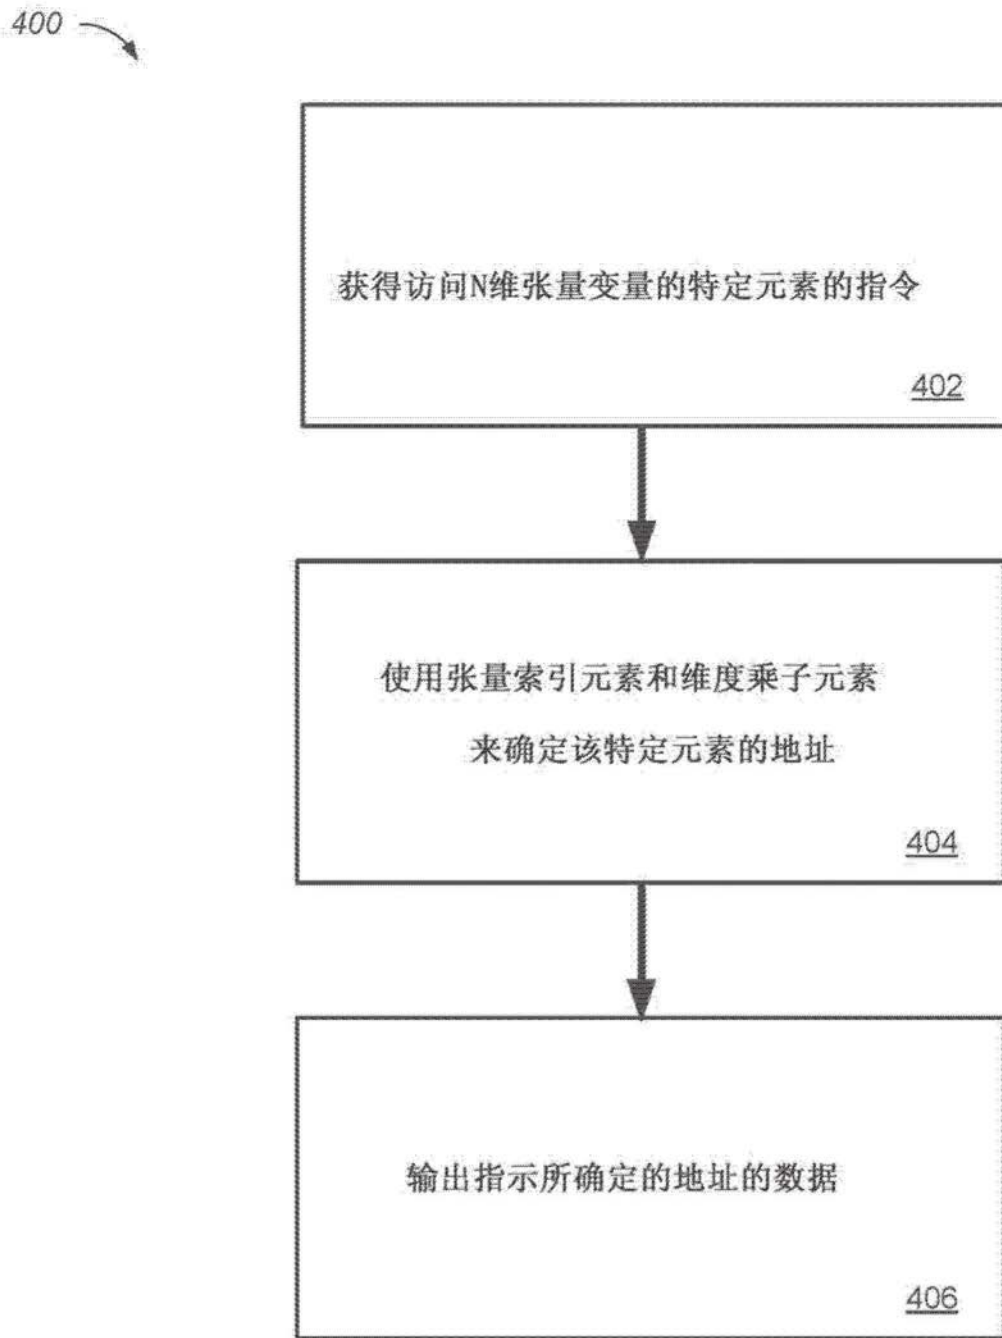 400
获得访问N维张量变量的特定元素的指令
402
使用张量索引元素和维度乘子元素
来确定该特定元素的地址
404
输出指示所确定的地址的数据
406